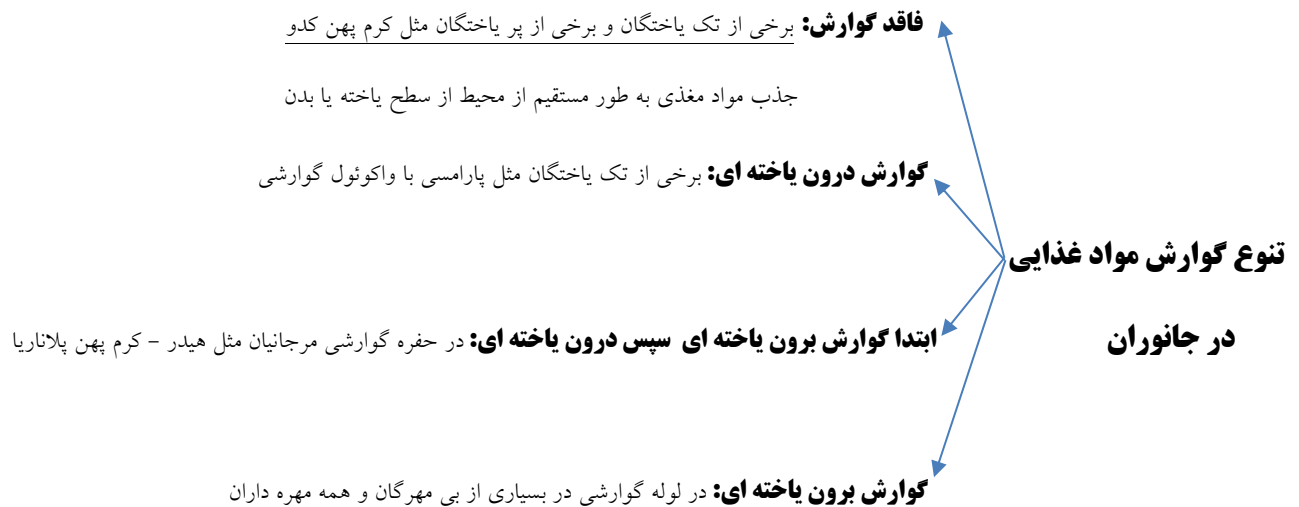 فاقد گوارش: برخی از تک یاختگان و برخی از پر یاختگان مثل کرم پهن کدو
جذب مواد مغذی به طور مستقیم از محیط از سطح یاخته یا بدن
گوارش درون یاخته ای: برخی از تک یاختگان مثل پارامسی با واکوئول گوارشی
تنوع گوارش مواد غذایی
در جانوران
ابتدا گوارش برون یاخته ای سپس درون یاخته ای: در حفره گوارشی مرجانیان مثل هیدر - کرم پهن پلاناریا
گوارش برون یاخته ای: در لوله گوارشی در بسیاری از بی مهرگان و همه مهره داران